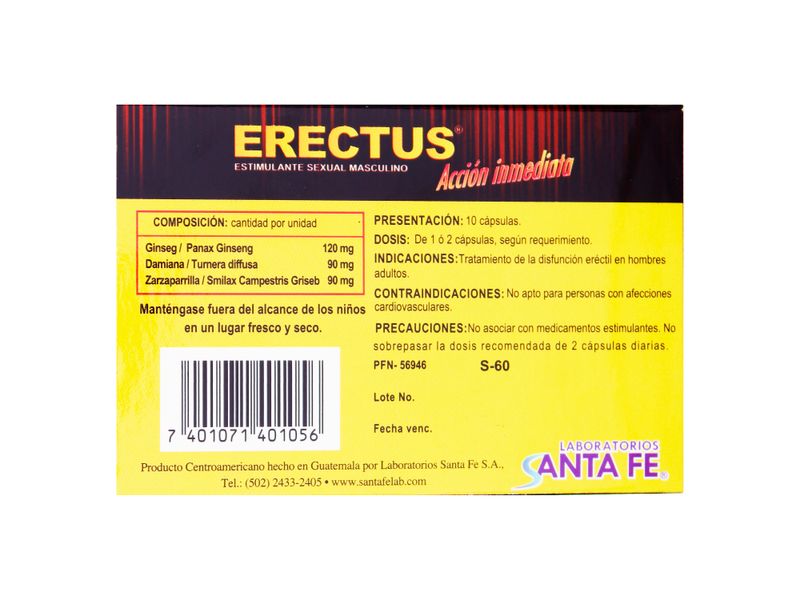 ERECTUS®
ESTIMULANTE SEXUAL MASCULINO
Acción inmediata
COMPOSICIÓN: cantidad por unidad
Ginseg / Panax Ginseng 120 mg
Damiana / Turnera diffusa 90 mg
Zarzaparrilla / Smilax Campestris Griseb 90 mg
Manténgase fuera del alcance de los niños
en un lugar fresco y seco.
7 401071 401056
PRESENTACIÓN: 10 cápsulas.
DOSIS: De 1 ó 2 cápsulas, según requerimiento.
INDICACIONES: Tratamiento de la disfunción eréctil en hombres
adultos.
CONTRAINDICACIONES: No apto para personas con afecciones
cardiovasculares.
PRECAUCIONES: No asociar con medicamentos estimulantes. No
sobrepasar la dosis recomendada de 2 cápsulas diarias.
PFN- 56946 S-60
Lote No.
Fecha venc.
Producto Centroamericano hecho en Guatemala por Laboratorios Santa Fe S.A.,
Tel.: (502) 2433-2405 • www.santafelab.com
LABORATORIOS
SANTA FE®